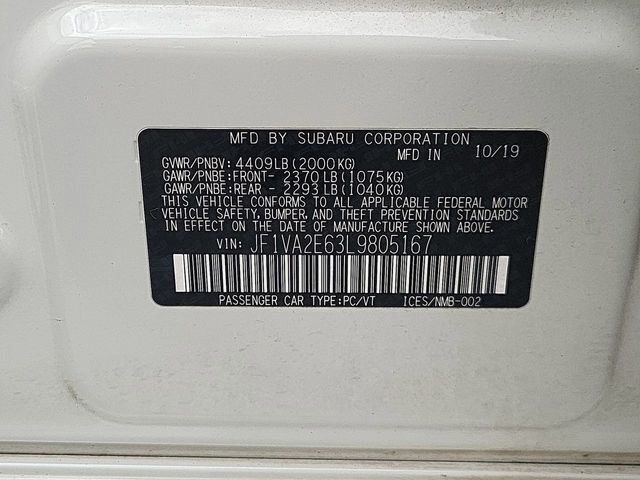 MFD BY SUBARU CORPORATION
MFD IN 10/19
GVWR/PNBV: 4409LB(2000KG)
GAWR/PNBE:FRONT- 2370LB(1075KG)
GAWR/PNBE:REAR - 2293LB(1040KG)
THIS VEHICLE CONFORMS TO ALL APPLICABLE FEDERAL MOTOR
VEHICLE SAFETY, BUMPER, AND THEFT PREVENTION STANDARDS
IN EFFECT ON THE DATE OF MANUFACTURE SHOWN ABOVE.
VIN: JF1VA2E63L9805167
PASSENGER CAR TYPE:PC/VT ICES/NMB-002